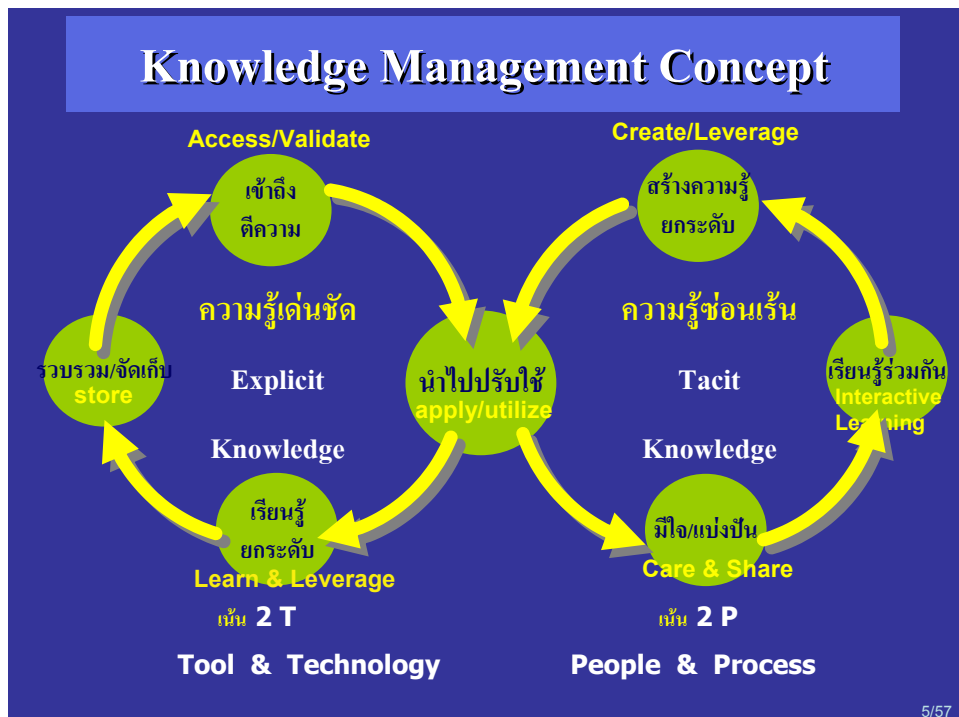 Knowledge Management Concept
Access/Validate
เข้าถึง
ตีความ
Create/Leverage
สร้างความรู้
ยกระดับ
ความรู้เด่นชัด
Explicit
Knowledge
ความรู้ซ่อนเร้น
Tacit
Knowledge
รวบรวม/จัดเก็บ
store
นำไปปรับใช้
apply/utilize
เรียนรู้ร่วมกัน
Interactive
Learning
เรียนรู้
ยกระดับ
Learn & Leverage
มีใจ/แบ่งปัน
Care & Share
เน้น 2 T
Tool & Technology
เน้น 2 P
People & Process
5/57